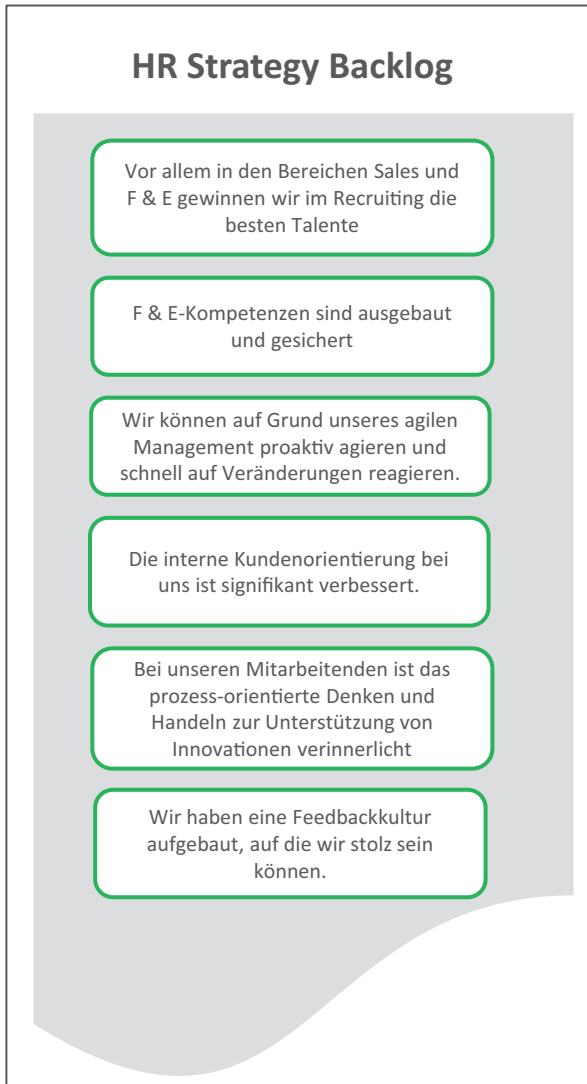 HR Strategy Backlog
Vor allem in den Bereichen Sales und
F & E gewinnen wir im Recruiting die
besten Talente
F & E-Kompetenzen sind ausgebaut
und gesichert
Wir können auf Grund unseres agilen
Management proaktiv agieren und
schnell auf Veränderungen reagieren.
Die interne Kundenorientierung bei
uns ist signifikant verbessert.
Bei unseren Mitarbeitenden ist das
prozess-orientierte Denken und
Handeln zur Unterstützung von
Innovationen verinnerlicht
Wir haben eine Feedbackkultur
aufgebaut, auf die wir stolz sein
können.